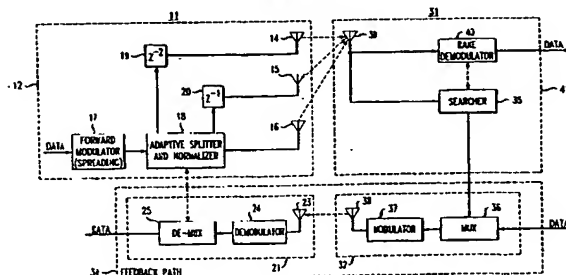 11
31
19
Z-2
14
30
40
RAKE DEMODULATOR
DATA
15
20
Z-1
12
SEARCHER
35
16
17
18
DATA
FORWARD MODULATOR (SPREADING)
ADAPTIVE SPLITTER AND NORMALIZER
25
24
23
38
37
36
DATA
DE-MUX
DEMODULATOR
MODULATOR
MUX
DATA
21
32
34
FEEDBACK PATH